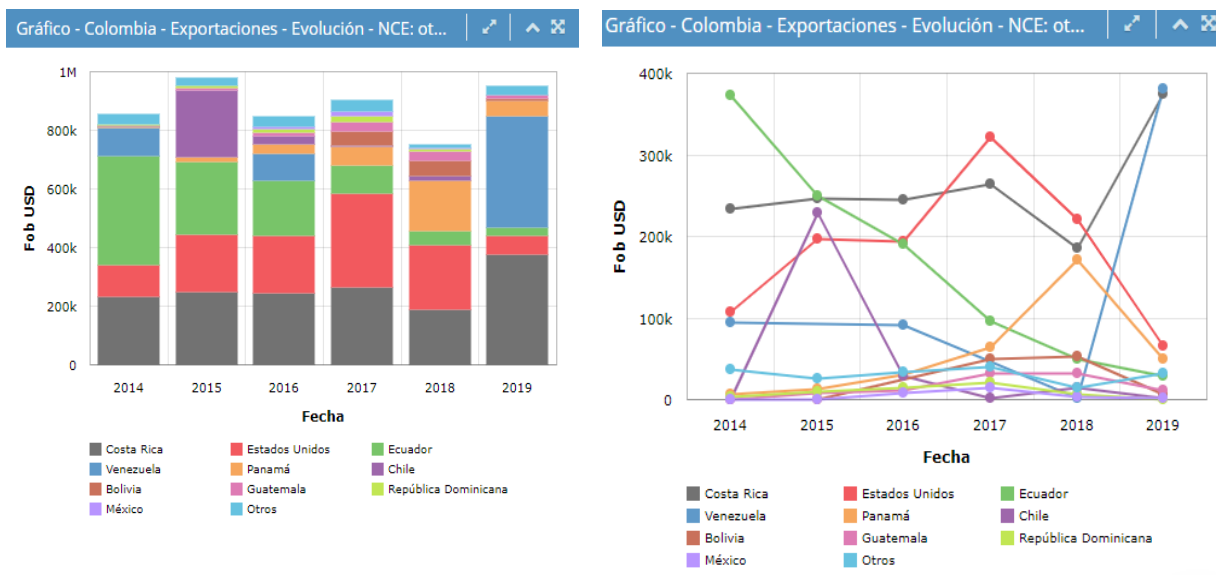 Gráfico - Colombia - Exportaciones - Evolución - NCE: ot...
1M
800k
600k
400k
200k
0
Fob USD
2014 2015 2016 2017 2018 2019
Fecha
Costa Rica Estados Unidos Ecuador
Venezuela Panamá Chile
Bolivia Guatemala República Dominicana
México Otros
Gráfico - Colombia - Exportaciones - Evolución - NCE: ot...
400k
300k
200k
100k
0
Fob USD
2014 2015 2016 2017 2018 2019
Fecha
Costa Rica Estados Unidos Ecuador
Venezuela Panamá Chile
Bolivia Guatemala República Dominicana
México Otros